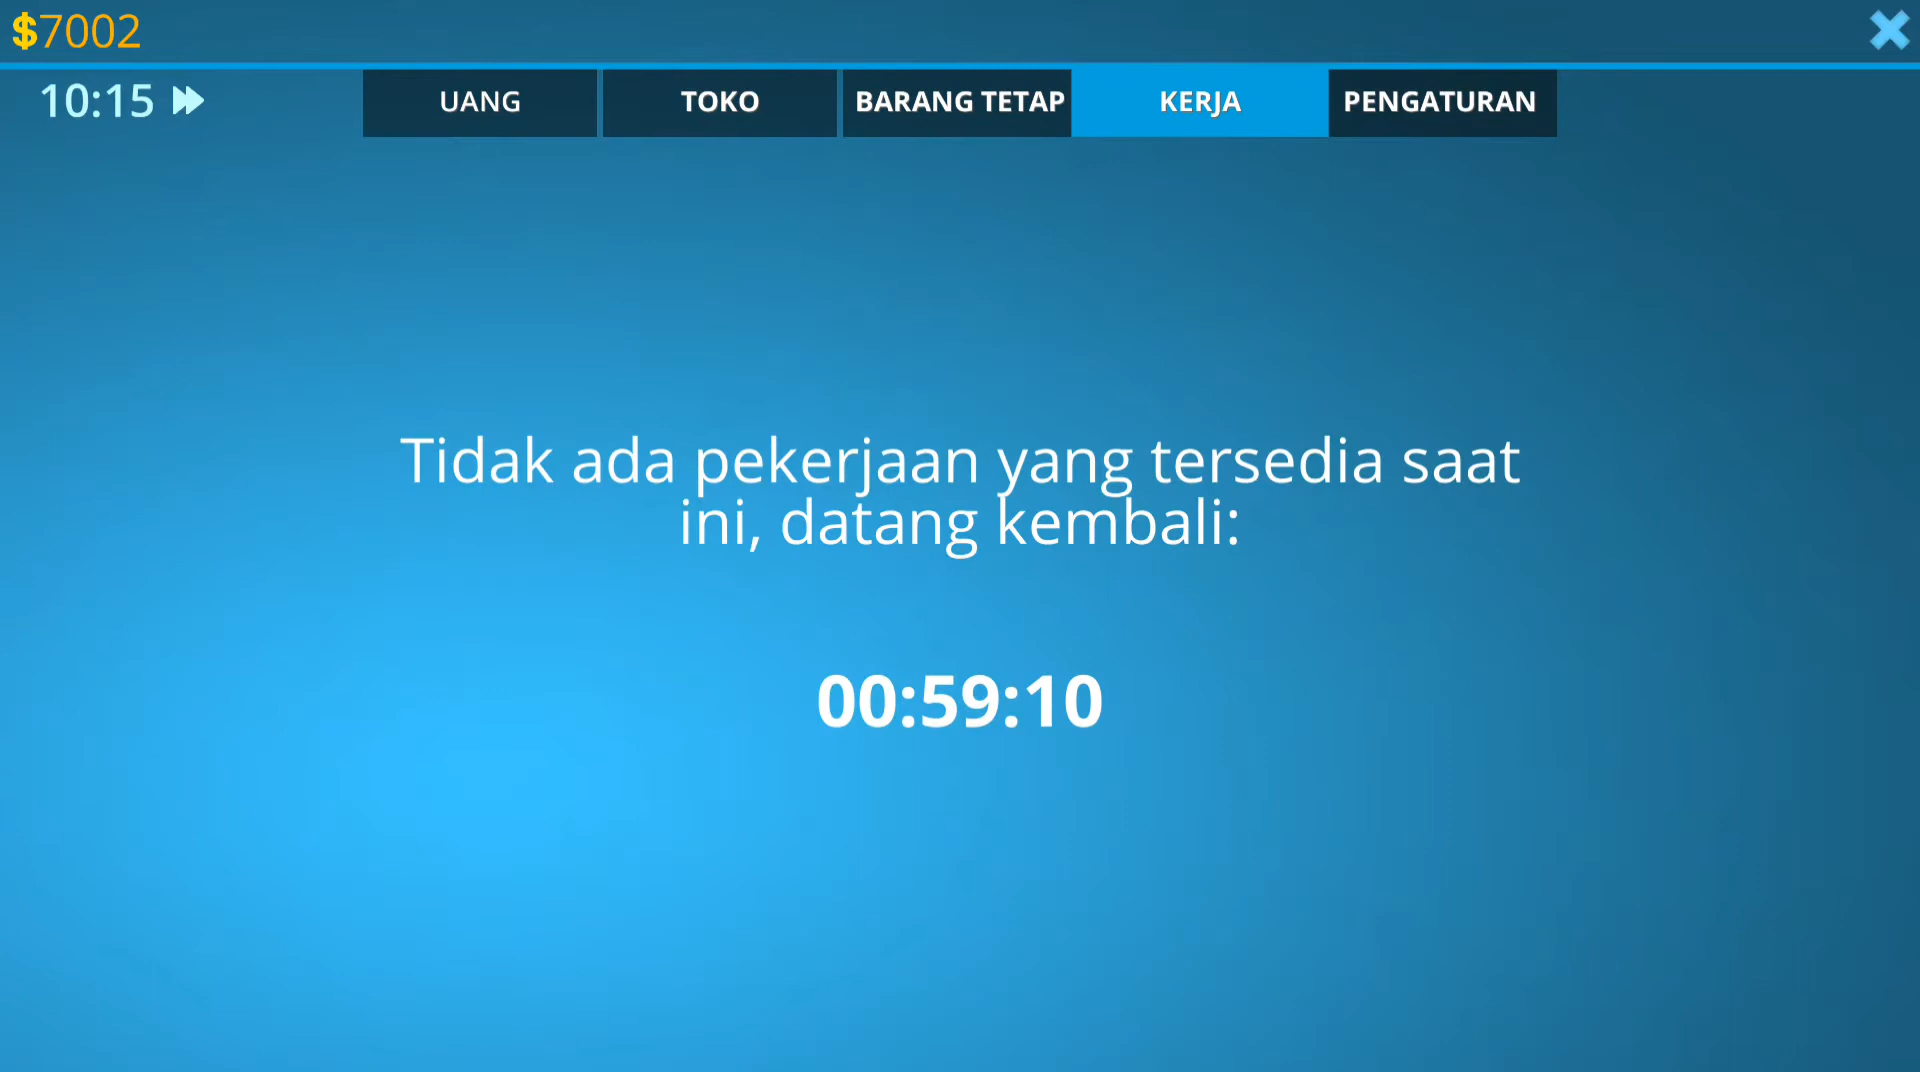 $7002
10:15
UANG TOKO BARANG TETAP KERJA PENGATURAN
Tidak ada pekerjaan yang tersedia saat
ini, datang kembali:
00:59:10